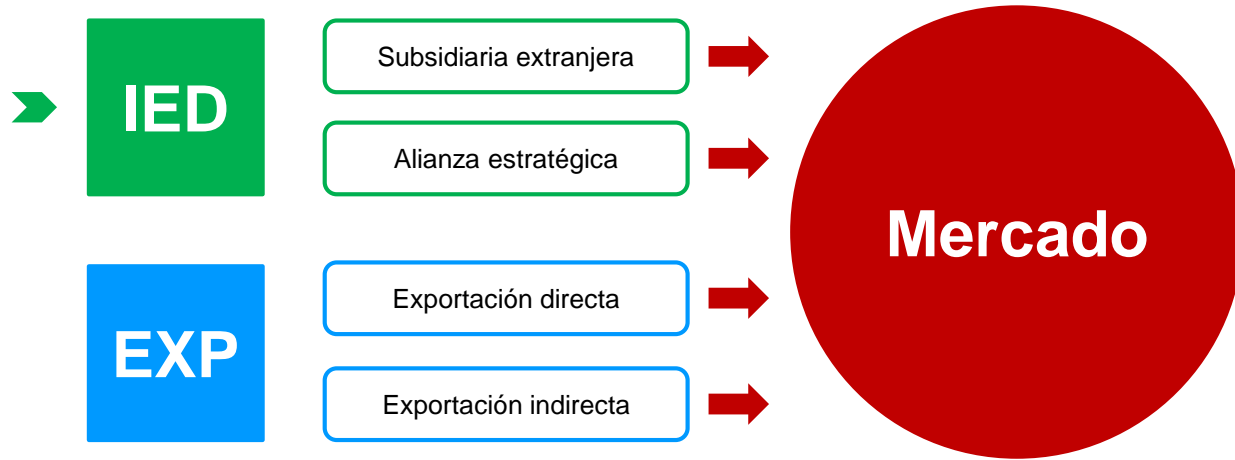 IED
Subsidiaria extranjera
Alianza estratégica
EXP
Exportación directa
Exportación indirecta
Mercado